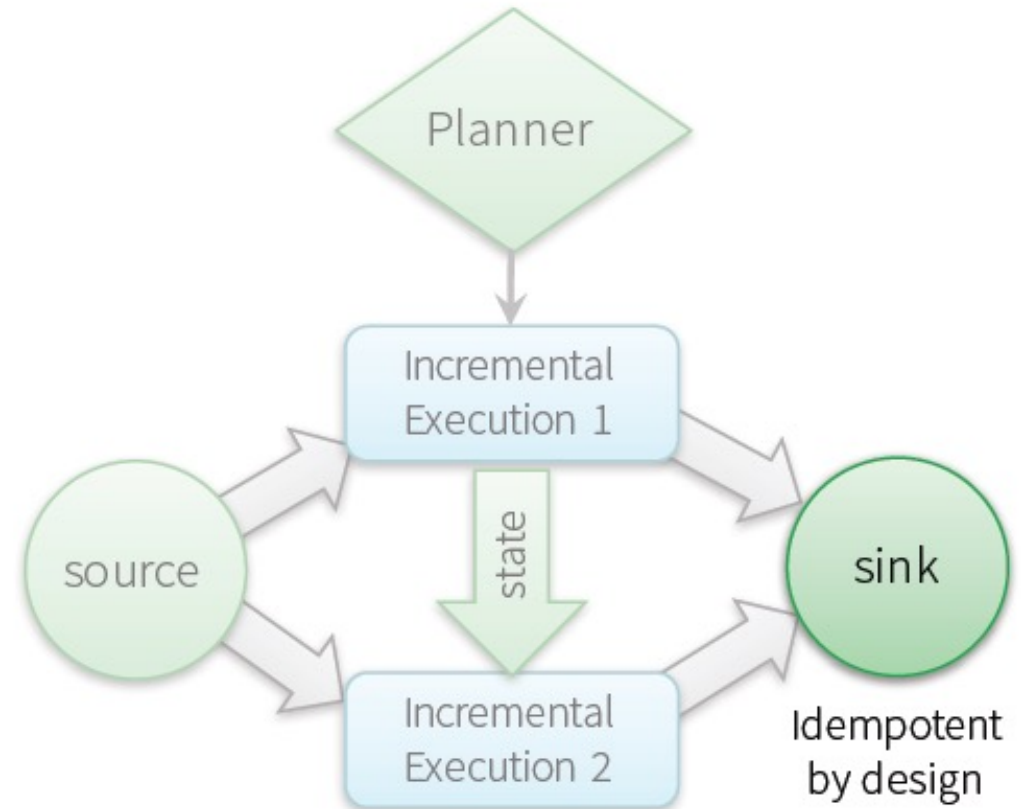 Planner
Incremental
Execution 1
source
state
sink
Incremental
Execution 2
Idempotent
by design